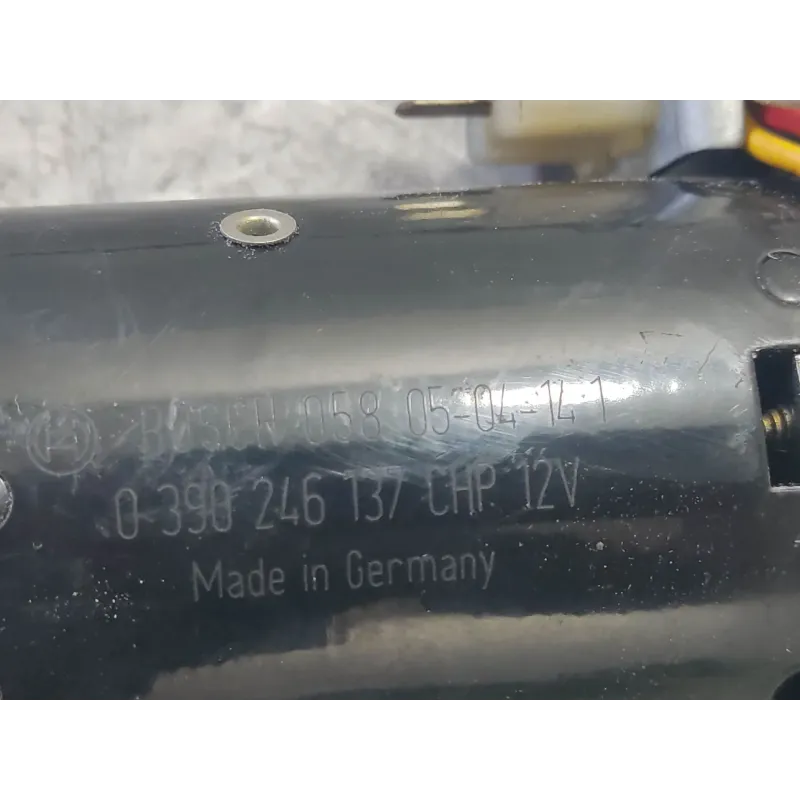 BOSCH 058 05-04-14 1
0 390 246 137 CHP 12V
Made in Germany